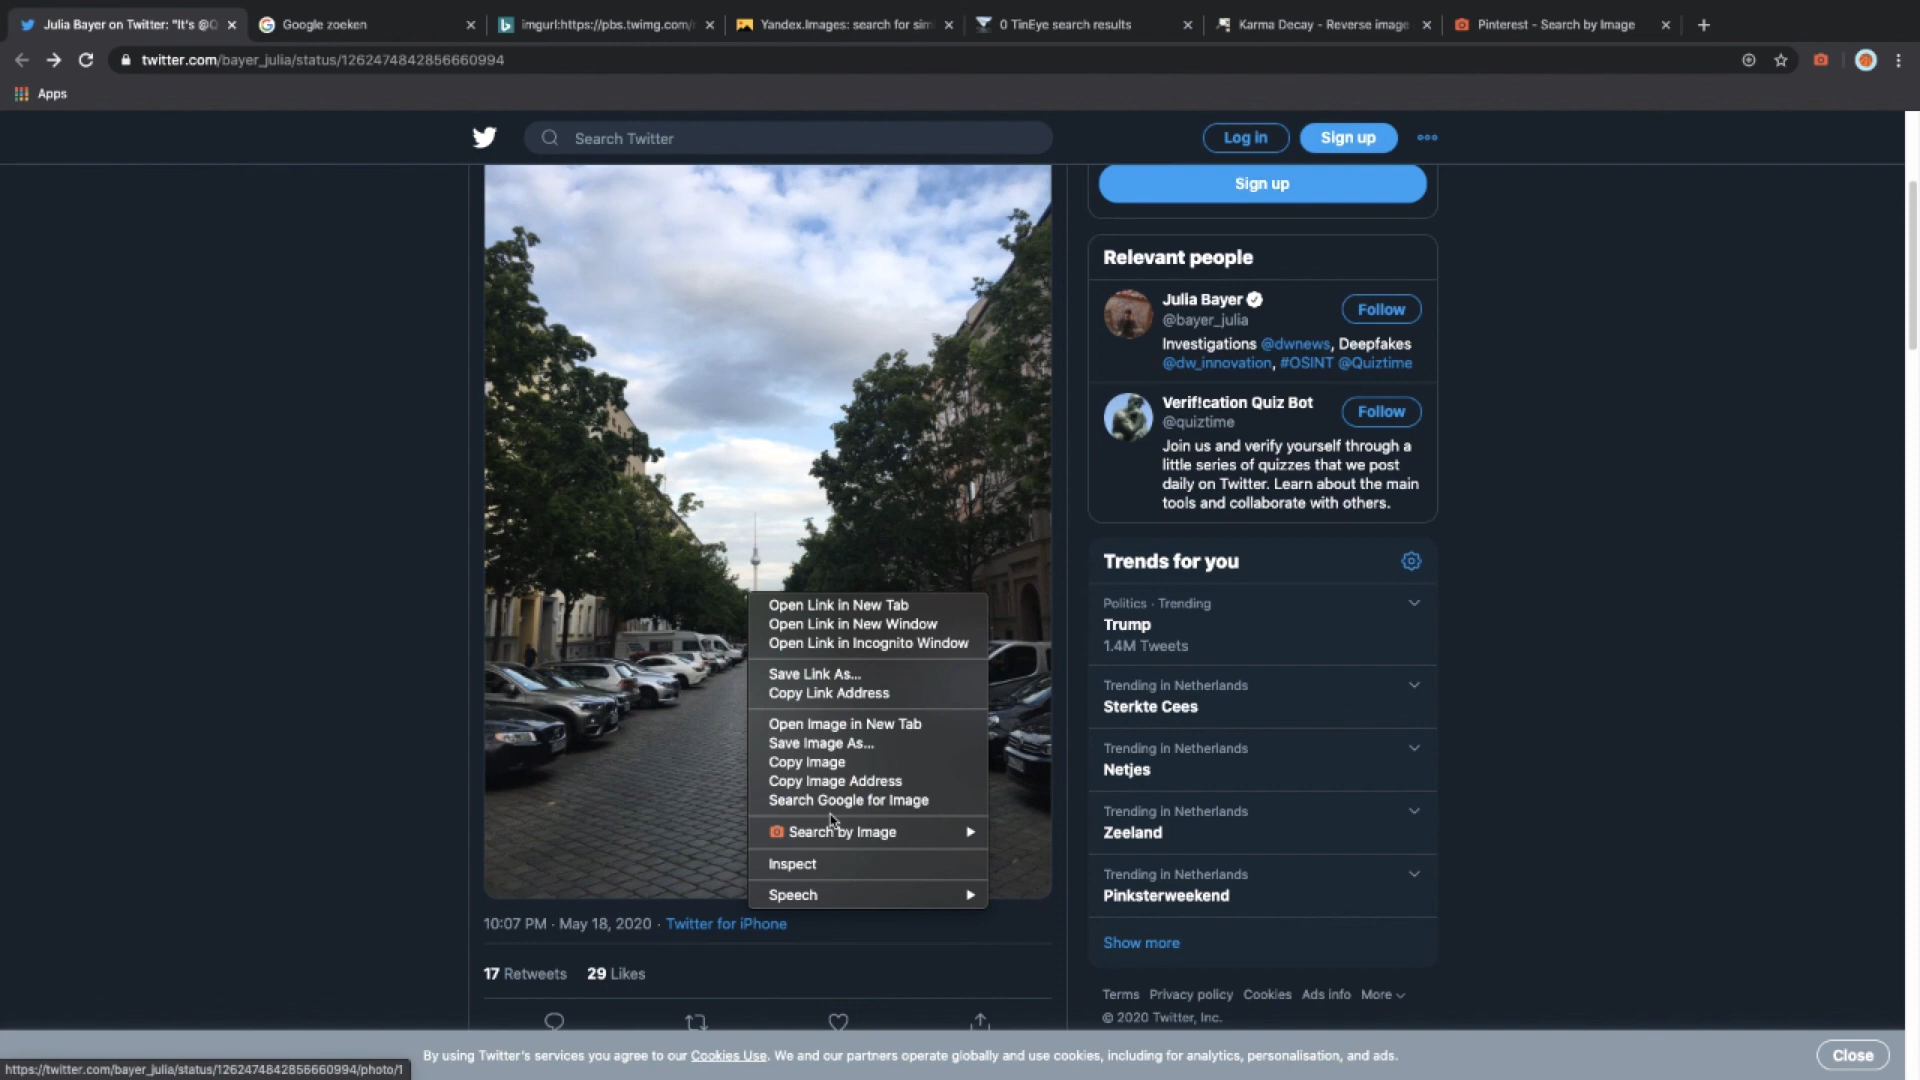 Julia Bayer on Twitter: "It's @Q
Google zoeken
imgurl:https://pbs.twimg.com/
Yandex.Images: search for sim
0 TinEye search results
Karma Decay - Reverse image
Pinterest - Search by Image
twitter.com/bayer_julia/status/1262474842856660994
Apps
Search Twitter
Log in
Sign up
Sign up
Relevant people
Julia Bayer
@bayer_julia
Follow
Investigations @dwnews, Deepfakes
@dw_innovation, #OSINT @Quiztime
Verif!cation Quiz Bot
@quiztime
Follow
Join us and verify yourself through a
little series of quizzes that we post
daily on Twitter. Learn about the main
tools and collaborate with others.
Trends for you
Politics · Trending
Trump
1.4M Tweets
Trending in Netherlands
Sterkte Cees
Trending in Netherlands
Netjes
Trending in Netherlands
Zeeland
Trending in Netherlands
Pinksterweekend
Show more
Terms Privacy policy Cookies Ads info More
© 2020 Twitter, Inc.
Open Link in New Tab
Open Link in New Window
Open Link in Incognito Window
Save Link As...
Copy Link Address
Open Image in New Tab
Save Image As...
Copy Image
Copy Image Address
Search Google for Image
Search by Image
Inspect
Speech
10:07 PM · May 18, 2020 · Twitter for iPhone
17 Retweets 29 Likes
By using Twitter's services you agree to our Cookies Use. We and our partners operate globally and use cookies, including for analytics, personalisation, and ads.
Close
https://twitter.com/bayer_julia/status/1262474842856660994/photo/1